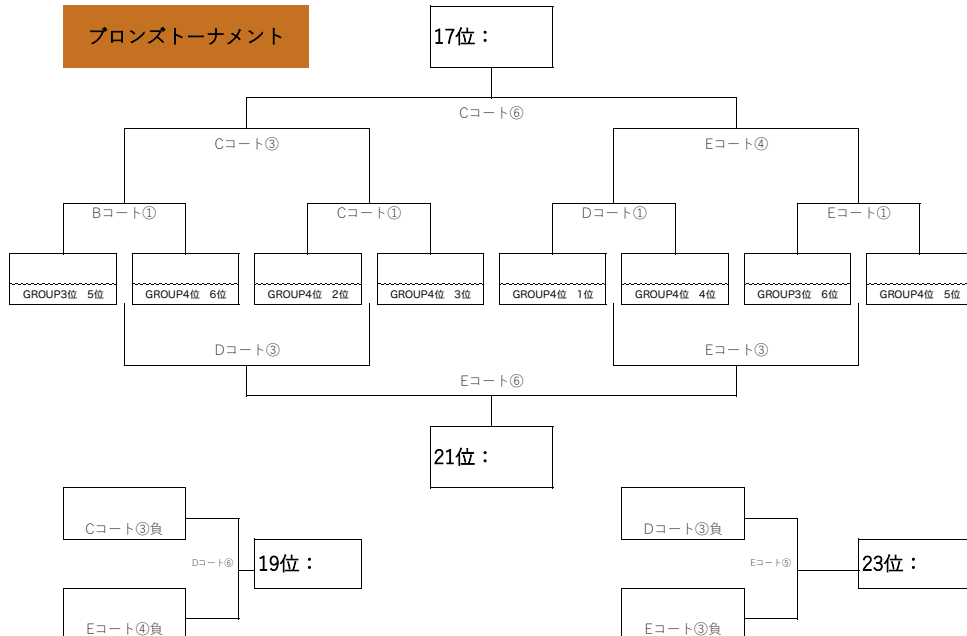 ブロンズトーナメント
17位：
Cコート⑥
Cコート③
Eコート④
Bコート①
Cコート①
Dコート①
Eコート①
GROUP3位 5位
GROUP4位 6位
GROUP4位 2位
GROUP4位 3位
GROUP4位 1位
GROUP4位 4位
GROUP3位 6位
GROUP4位 5位
Dコート③
Eコート③
Eコート⑥
21位：
Cコート③負
Dコート③負
Dコート⑥
19位：
Eコート⑤
23位：
Eコート④負
Eコート③負